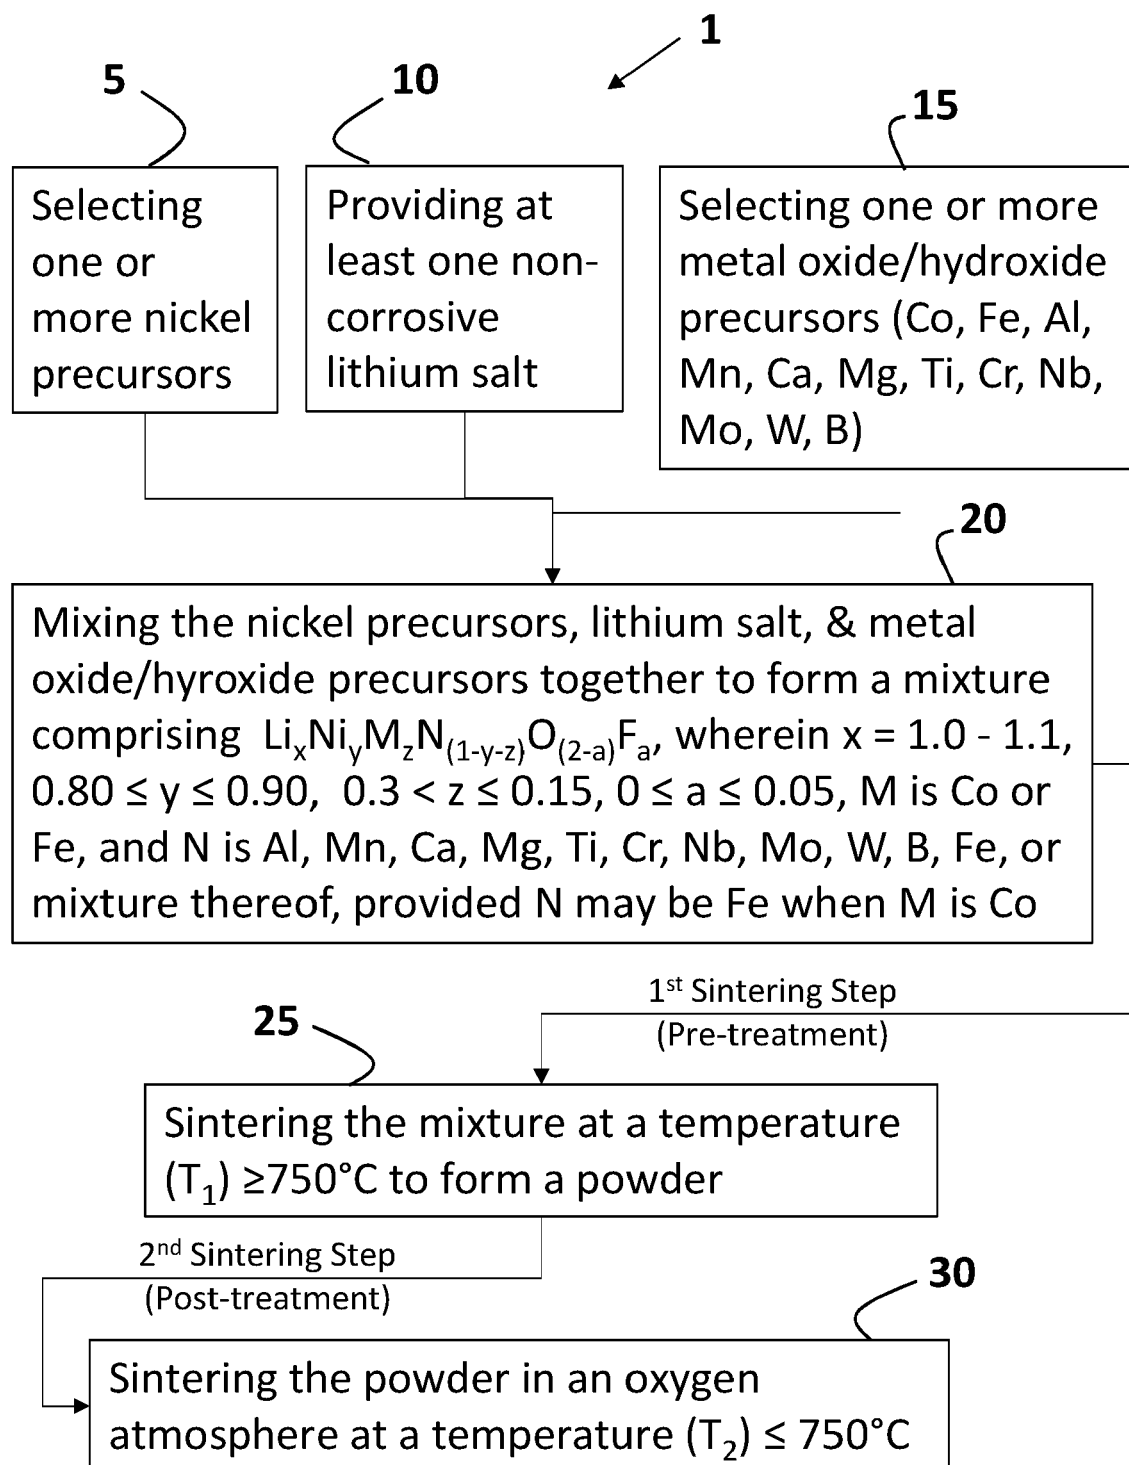 1
5
10
15
Selecting
one or
more nickel
precursors
Providing at
least one non-
corrosive
lithium salt
Selecting one or more
metal oxide/hydroxide
precursors (Co, Fe, Al,
Mn, Ca, Mg, Ti, Cr, Nb,
Mo, W, B)
20
Mixing the nickel precursors, lithium salt, & metal
oxide/hyroxide precursors together to form a mixture
comprising LiₓNi_yM_zN_(1-y-z)O_(2-a)F_a, wherein x = 1.0 - 1.1,
0.80 ≤ y ≤ 0.90, 0.3 < z ≤ 0.15, 0 ≤ a ≤ 0.05, M is Co or
Fe, and N is Al, Mn, Ca, Mg, Ti, Cr, Nb, Mo, W, B, Fe, or
mixture thereof, provided N may be Fe when M is Co
1st Sintering Step
(Pre-treatment)
25
Sintering the mixture at a temperature
(T₁) ≥750°C to form a powder
2nd Sintering Step
(Post-treatment)
30
Sintering the powder in an oxygen
atmosphere at a temperature (T₂) ≤ 750°C